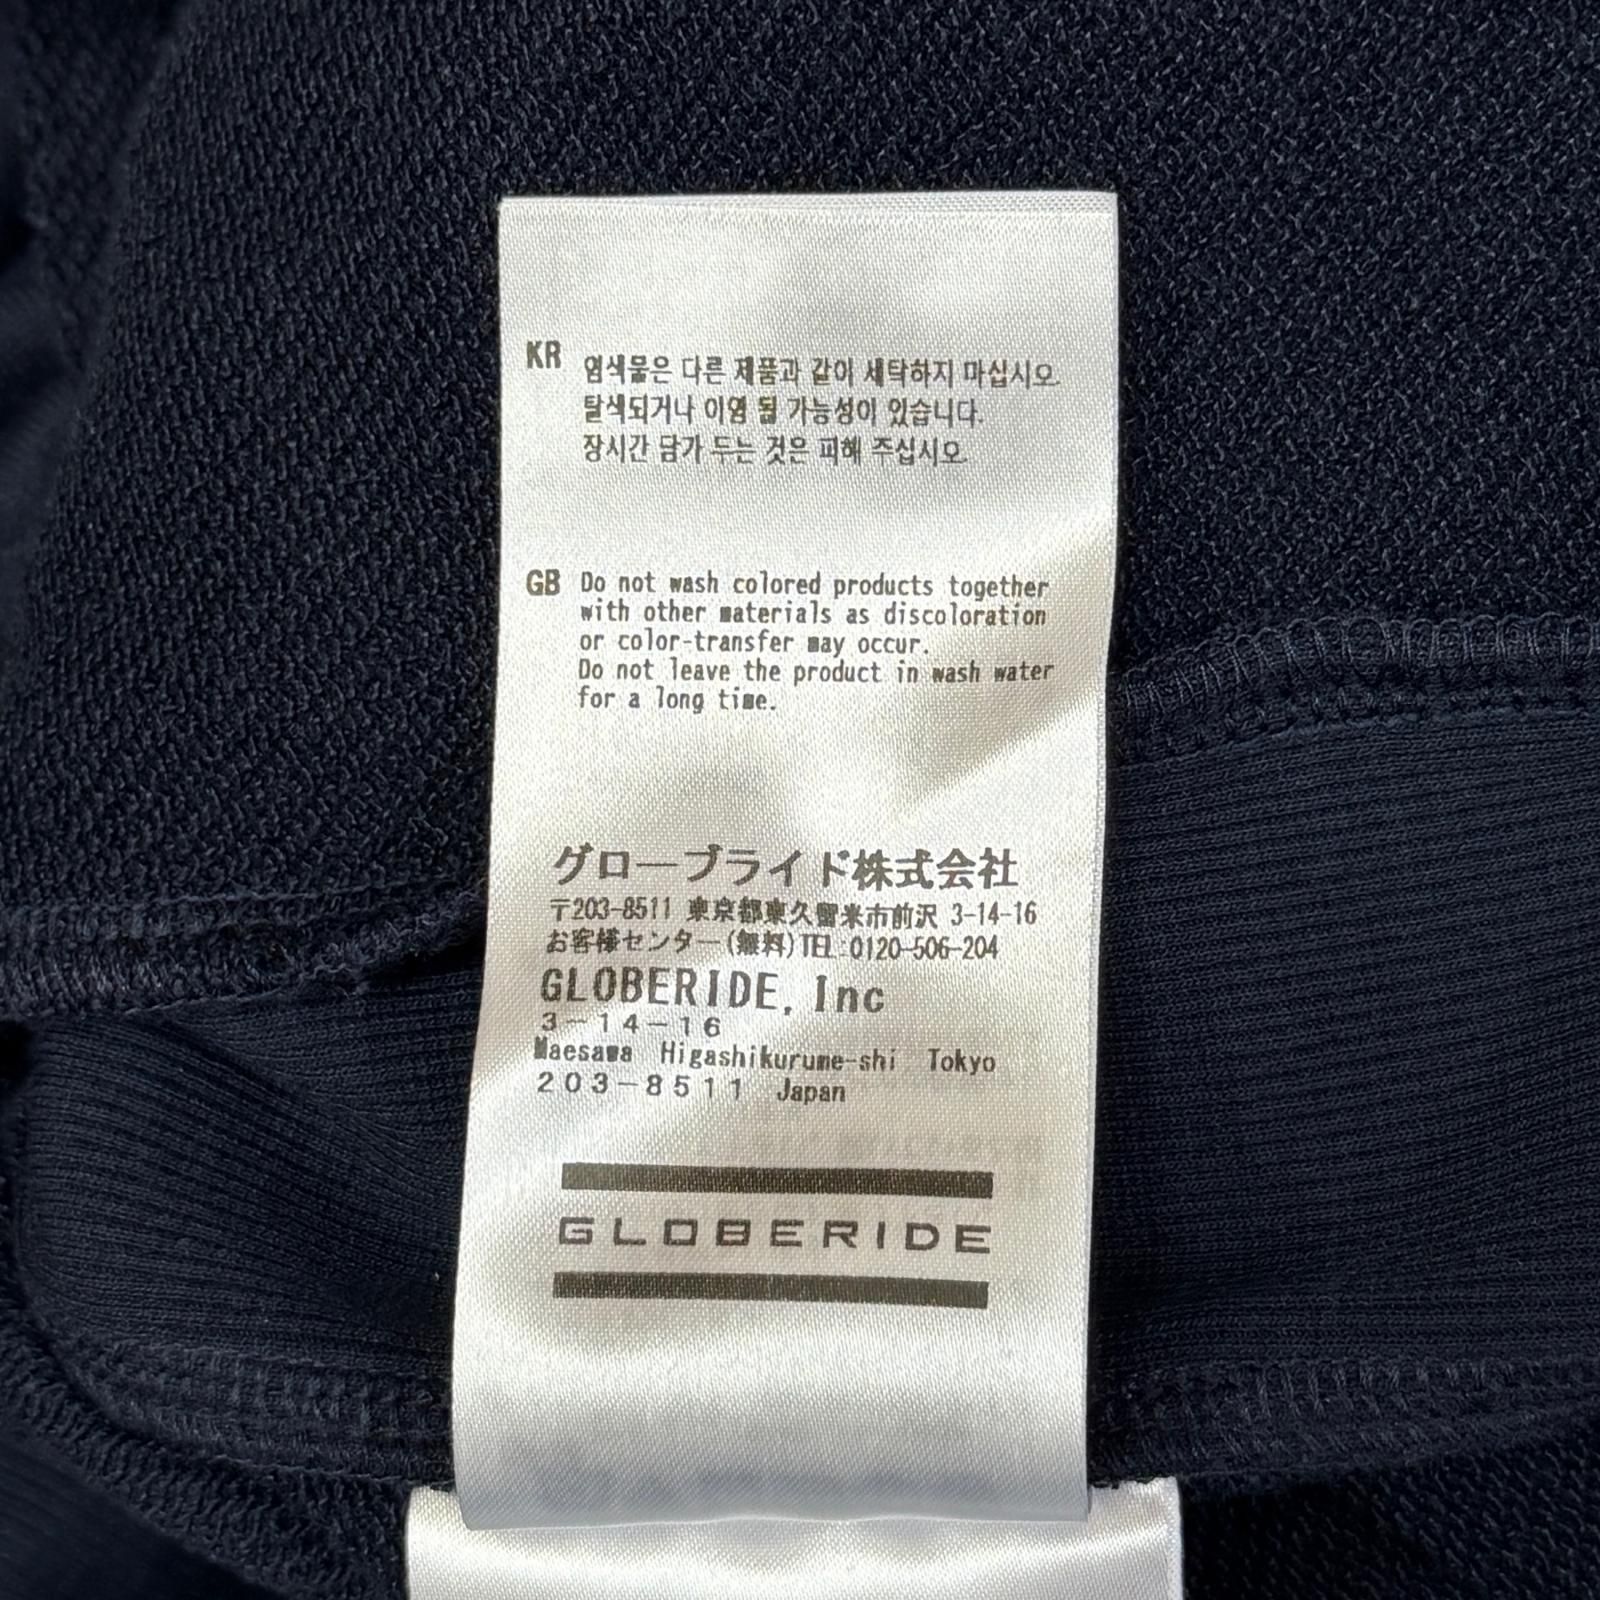 KR 염색물은 다른 제품과 같이 세탁하지 마십시오.
탈색되거나 이염 될 가능성이 있습니다.
장시간 담가 두는 것은 피해 주십시오.
GB Do not wash colored products together
with other materials as discoloration
or color-transfer may occur.
Do not leave the product in wash water
for a long time.
グローブライド株式会社
〒203-8511 東京都東久留米市前沢 3-14-16
お客様センター(無料)TEL:0120-506-204
GLOBERIDE, Inc
3-14-16
Maesawa Higashikurume-shi Tokyo
203-8511 Japan
GLOBERIDE